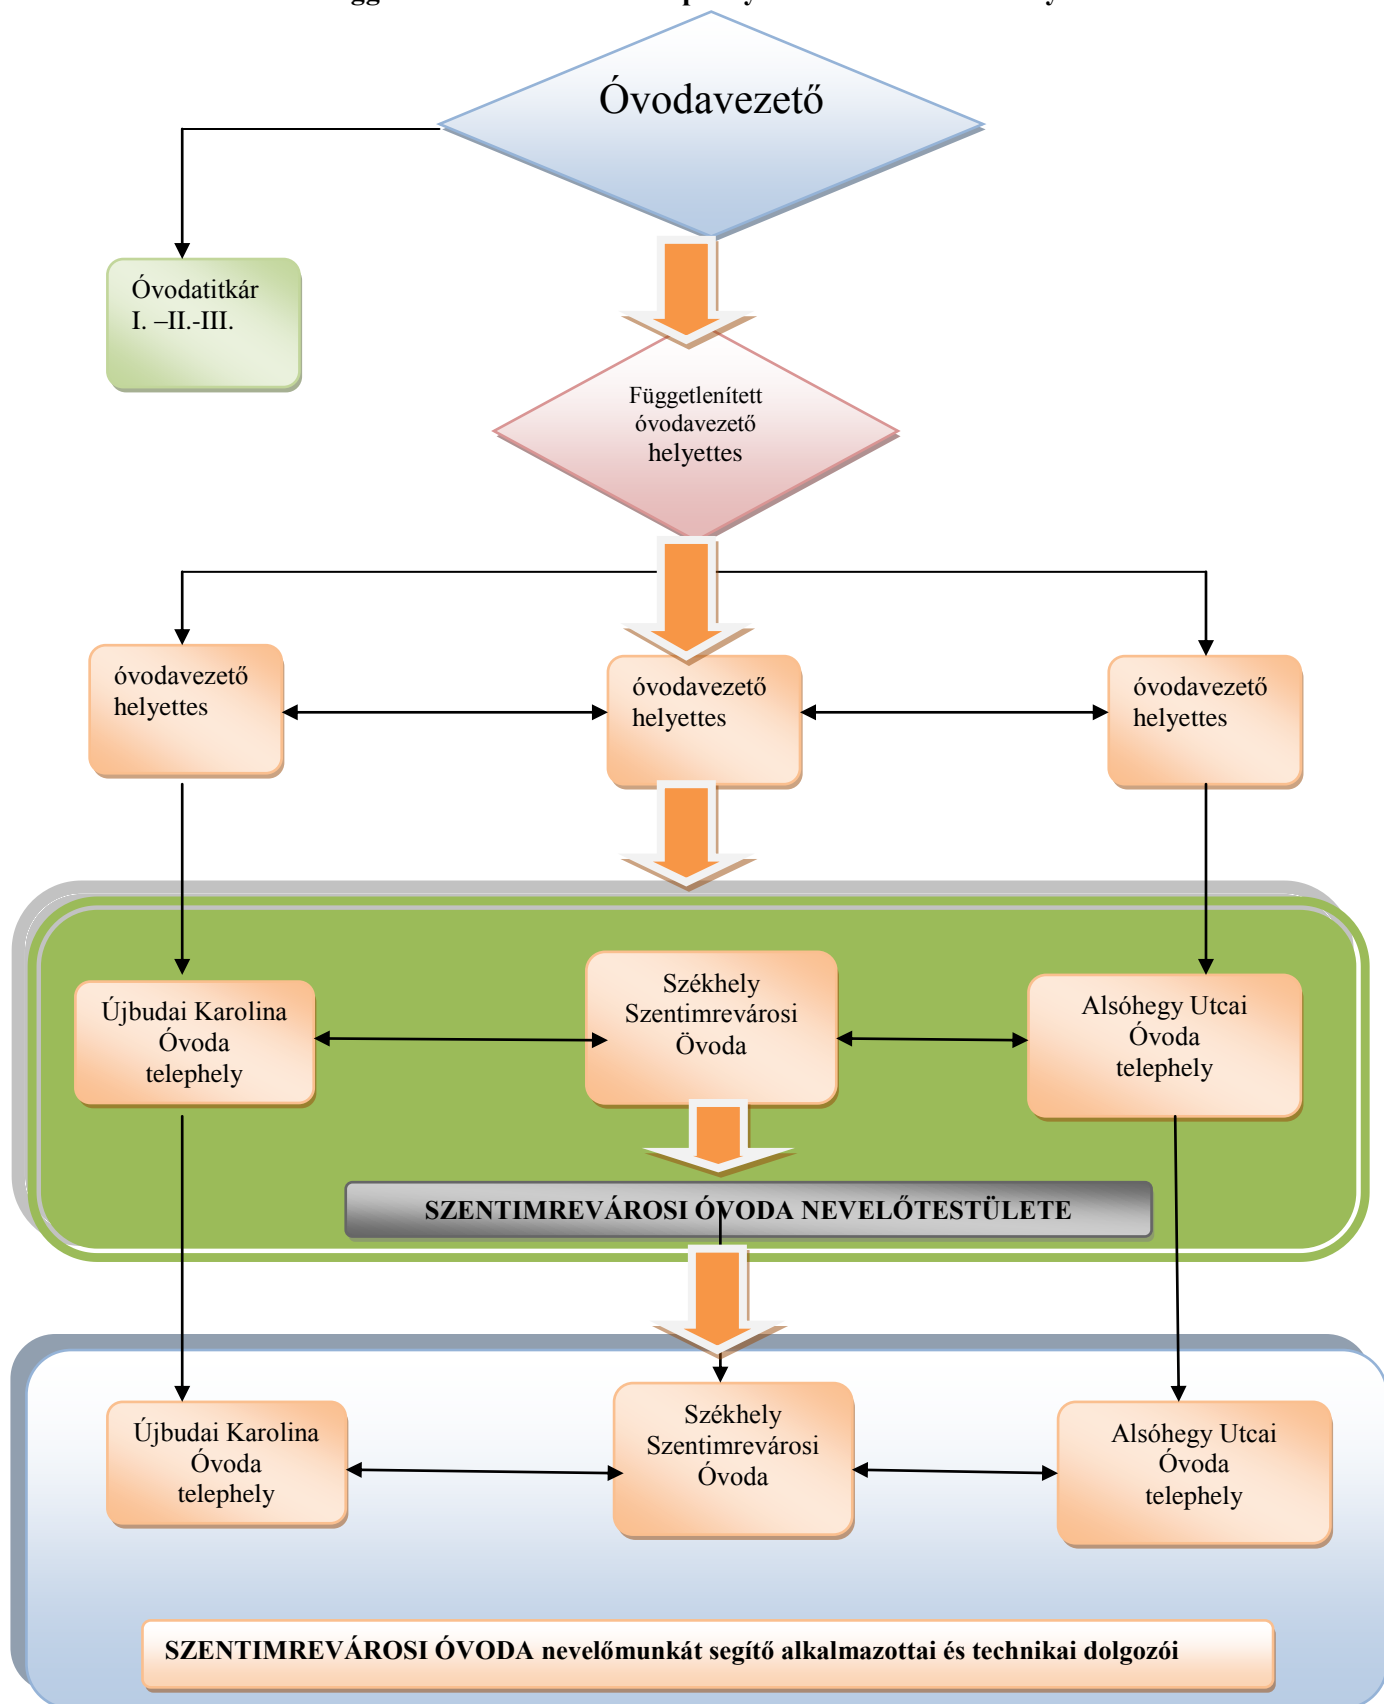 Óvodavezető
Óvodatitkár
I. –II.-III.
Függetlenített
óvodavezető
helyettes
óvodavezető
helyettes
óvodavezető
helyettes
óvodavezető
helyettes
Újbudai Karolina
Óvoda
telephely
Székhely
Szentimrevárosi
Övoda
Alsóhegy Utcai
Óvoda
telephely
SZENTIMREVÁROSI ÓVODA NEVELŐTESTÜLETE
Újbudai Karolina
Óvoda
telephely
Székhely
Szentimrevárosi
Óvoda
Alsóhegy Utcai
Óvoda
telephely
SZENTIMREVÁROSI ÓVODA nevelőmunkát segítő alkalmazottai és technikai dolgozói